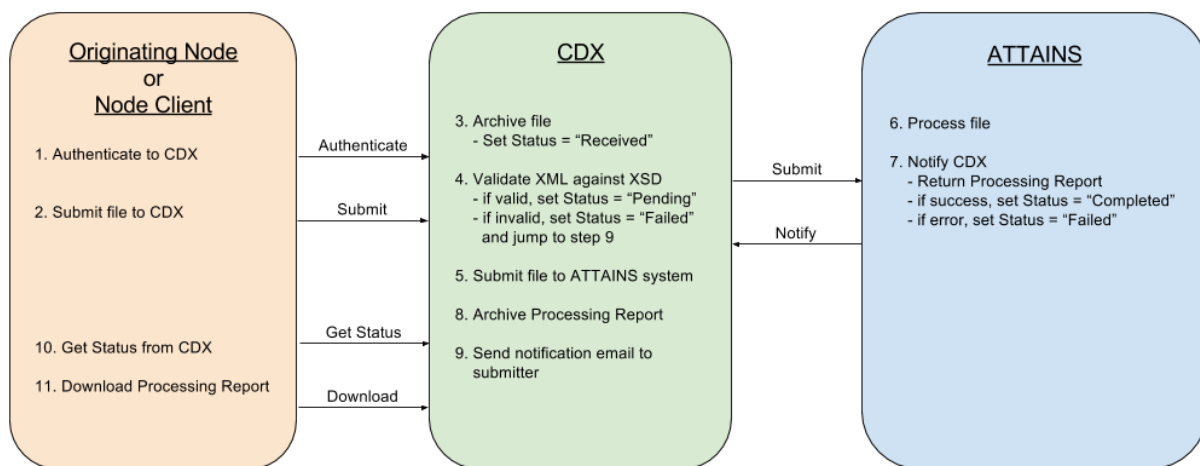 Originating Node
or
Node Client
1. Authenticate to CDX
2. Submit file to CDX
10. Get Status from CDX
11. Download Processing Report
Authenticate
Submit
Get Status
Download
CDX
3. Archive file
- Set Status = “Received”
4. Validate XML against XSD
- if valid, set Status = “Pending”
- if invalid, set Status = “Failed”
and jump to step 9
5. Submit file to ATTAINS system
8. Archive Processing Report
9. Send notification email to
submitter
Submit
Notify
ATTAINS
6. Process file
7. Notify CDX
- Return Processing Report
- if success, set Status = “Completed”
- if error, set Status = “Failed”